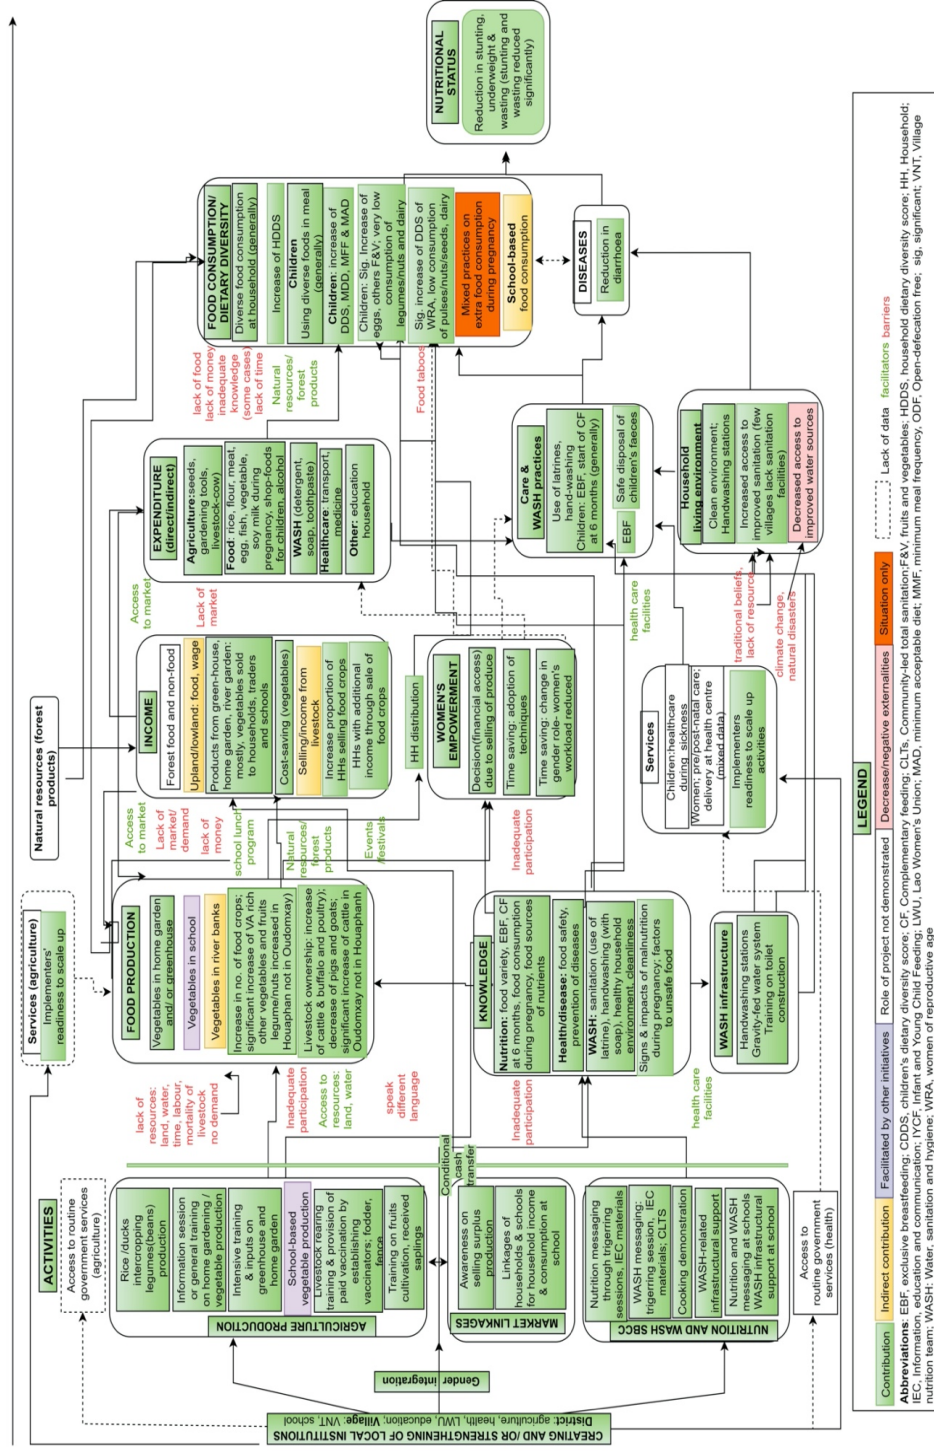 ACTIVITIES
CREATING AND/OR STRENGTHENING OF LOCAL INSTITUTIONS
District: agriculture, health, LWU, education; Village: VNT, school
Gender integration
Access to routine
government services
(agriculture)
AGRICULTURE PRODUCTION
Rice /ducks
intercropping
legumes(beans)
production
Information session
or general training
on home gardening /
vegetable production
Intensive training
& inputs on
greenhouse and
home garden
School-based
vegetable production
Livestock rearing
training & provision of
paid vaccination by
establishing
vaccinators; fodder,
fence
Training on fruits
cultivation, received
saplings
MARKET LINKAGES
Awareness on
selling surplus
production
Linkages of
households & schools
for household income
& consumption at
school
NUTRITION AND WASH SBCC
Nutrition messaging
through trigerring
sessions, IEC materials
WASH messaging:
trigerring session, IEC
materials; CLTS
Cooking demonstration
WASH-related
infrastructural support
Nutrition and WASH
messaging at schools
WASH infrastructural
support at school
Access to
routine government
services (health)
Conditional
cash
transfer
Services (agriculture)
Implementers'
readiness to scale up
lack of
resources:
land, water,
time, labour,
mortality of
livestock
no demand
Inadequate
participation
Access to
resources:
land, water
speak
different
language
Inadequate
participation
health care
facilities
FOOD PRODUCTION
Vegetables in home garden
and/ or greenhouse
Vegetables in school
Vegetables in river banks
Increase in no. of food crops;
significant increase of VA rich
other vegetables and fruits
legume/nuts increased in
Houaphan not in Oudomxay)
Livestock ownership: increase
of cattle & buffalo and poultry);
decrease of pigs and goats;
significant increase of cattle in
Oudomxay not in Houaphanh
KNOWLEDGE
Nutrition: food variety, EBF, CF
at 6 months, food consumption
during pregnancy, food sources
of nutrients
Health/disease: food safety,
prevention of diseases
WASH: sanitation (use of
latrine), handwashing (with
soap), healthy household
environment, cleanliness
Signs & impacts of malnutrition
during pregnancy, factors
to unsafe food
WASH infrastructure
Handwashing stations
Gravity-fed water system
Training on toilet
construction
Natural resources (forest
products)
Access
to market
Lack of
market/
demand
lack of
money
school lunch
program
Natural
resources/
forest
products
Events
/festivals
Inadequate
participation
INCOME
Forest food and non-food
Upland/lowland: food, wage
Products from green-house,
home garden, river garden:
mostly, vegetables sold
to households, traders
and schools
Cost-saving (vegetables)
Selling/income from
livestock
Increase proportion of
HHs selling food crops
HHs with additional
income through sale of
food crops
HH distribution
WOMEN'S
EMPOWERMENT
Decision(financial access)
due to selling of produce
Time saving: adoption of
techniques
Time saving: change in
gender role- women's
workload reduced
Services
Children:healthcare
during sickness
Women; pre/post-natal care;
delivery at health centre
(mixed data)
Implementers
readiness to scale up
activities
Access
to market
Lack of
market
EXPENDITURE
(direct/indirect)
Agriculture:seeds,
gardening tools,
livestock-cow)
Food: rice, flour, meat,
egg, fish, vegetable,
soy milk during
pregnancy, shop-foods
for children, alcohol
WASH (detergent,
soap, toothpaste)
Healthcare: transport,
medicine
Other: education
household
Care &
WASH practices
Use of latrines,
hand-washing
Children: EBF, start of CF
at 6 months (generally)
EBF
Safe disposal of
children's faeces
health care
facilities
traditional beliefs,
lack of resources
climate change,
natural disasters
Household
living environment
Clean environment;
Handwashing stations
Increased access to
improved sanitation (few
villages lack sanitation
facilities)
Decreased access to
improved water sources
lack of food
lack of money
inadequate
knowledge
(some cases)
lack of time
Natural
resources/
forest
products
Food taboos
FOOD CONSUMPTION/
DIETARY DIVERSITY
Diverse food consumption
at household (generally)
Increase of HDDS
Children
Using diverse foods in meal
(generally)
Children: increase of
DDS, MDD, MFF & MAD
Children: Sig. Increase of
eggs, others F&V; very low
consumption of
legumes/nuts and dairy
Sig. increase of DDS of
WRA, low consumption
of pulses/nuts/seeds, dairy
Mixed practices on
extra food consumption
during pregnancy
School-based
food consumption
DISEASES
Reduction in
diarrhoea
NUTRITIONAL
STATUS
Reduction in stunting,
underweight &
wasting (stunting and
wasting reduced
significantly)
LEGEND
Contribution
Indirect contribution
Facilitated by other initiatives
Role of project not demonstrated
Decrease/negative externalities
Situation only
Lack of data
facilitators
barriers
Abbreviations: EBF, exclusive breastfeeding; CDDS, children's dietary diversity score; CF, Complementary feeding; CLTs, Community-led total sanitation;F&V, fruits and vegetables; HDDS, household dietary diversity score; HH, Household;
IEC, Information, education and communication; IYCF, Infant and Young Child Feeding; LWU, Lao Women's Union; MAD, minimum acceptable diet; MMF, minimum meal frequency, ODF, Open-defecation free; sig. significant; VNT, Village
nutrition team; WASH: Water, sanitation and hygiene; WRA, women of reproductive age